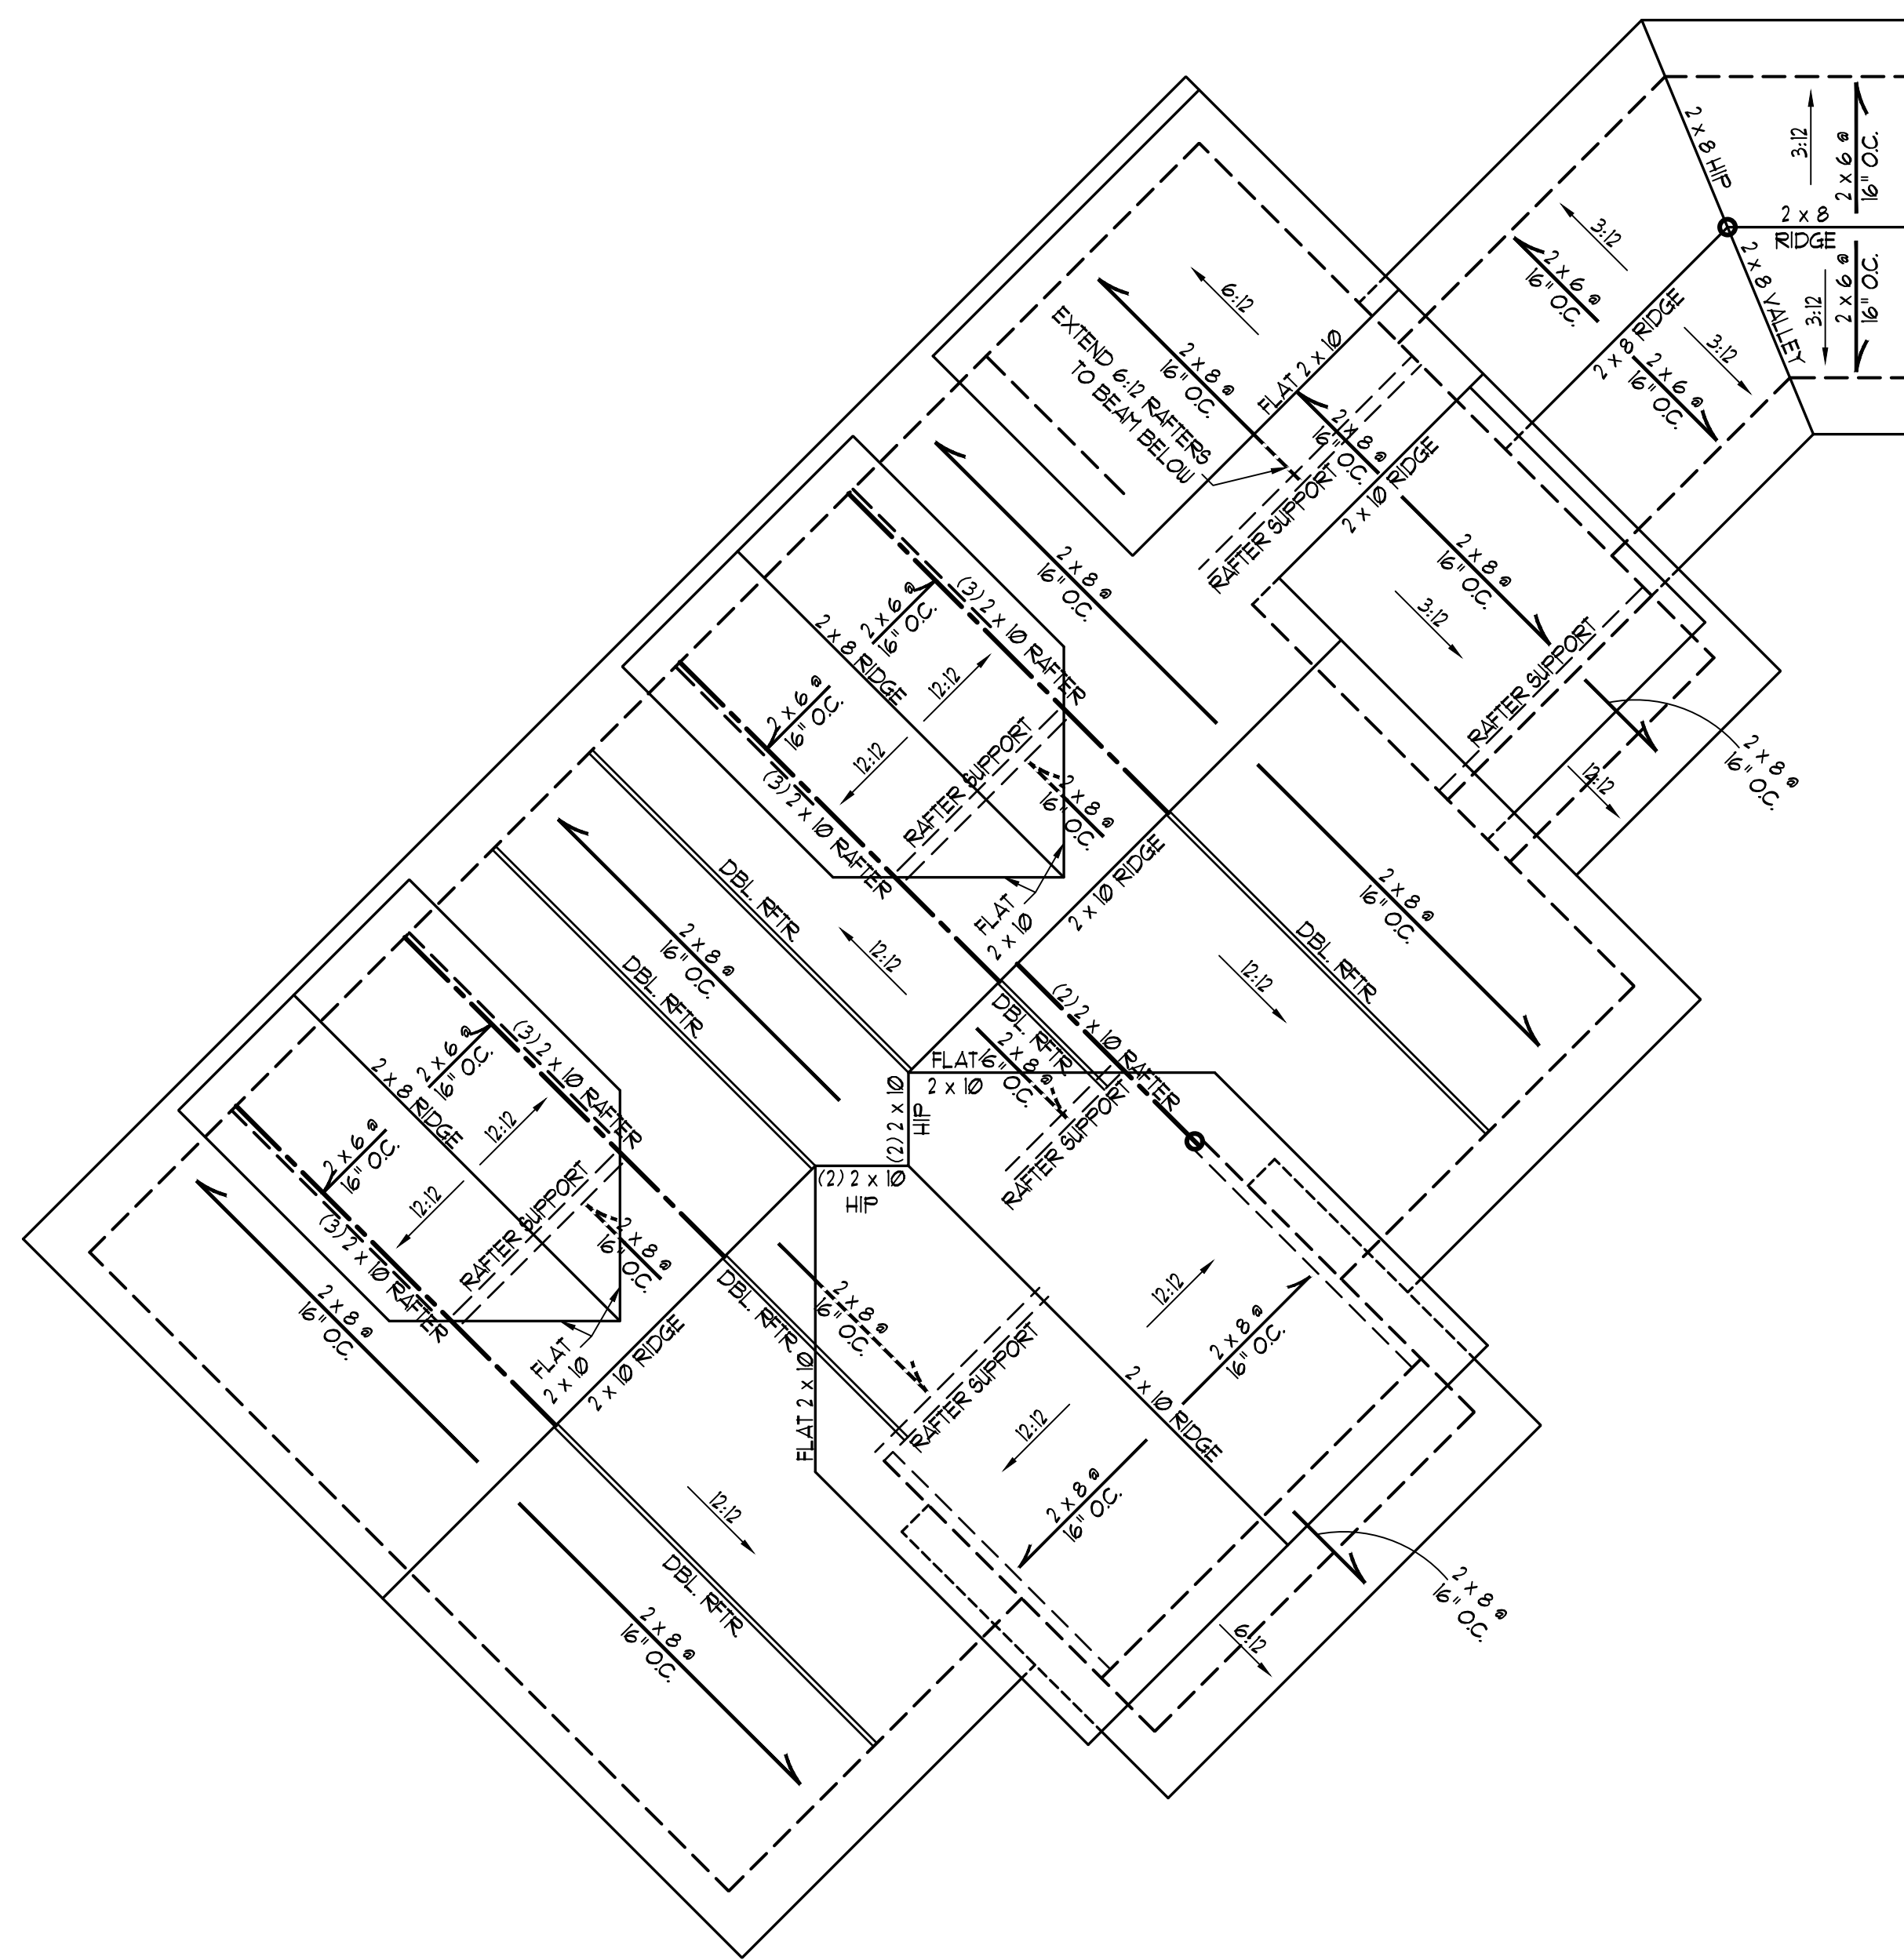 2 x 8 HIP
3:12
2 x 6 @
16" O.C.
2 x 8
RIDGE
2 x 8 VALLEY
3:12
2 x 6 @
16" O.C.
3:12
2 x 6 @
16" O.C.
2 x 8 RIDGE
3:12
2 x 6 @
16" O.C.
6:12
2 x 8 @
16" O.C.
EXTEND 6:12 RAFTERS
TO BEAM BELOW
FLAT 2 x 10
2 x 8 @
16" O.C.
RAFTER SUPPORT
2 x 10 RIDGE
2 x 8 @
16" O.C.
3:12
RAFTER SUPPORT
2 x 8 @
16" O.C.
12:12
2 x 8 @
16" O.C.
(3) 2 x 10 RAFTER
2 x 6 @
16" O.C.
2 x 8 RIDGE
12:12
2 x 6 @
16" O.C.
12:12
(3) 2 x 10 RAFTER
RAFTER SUPPORT
2 x 8 @
16" O.C.
FLAT
2 x 10
2 x 10 RIDGE
2 x 8 @
16" O.C.
DBL. RFTR
12:12
DBL. RFTR
2 x 8 @
16" O.C.
12:12
DBL. RFTR
(2) 2 x 10 RAFTER
DBL. RFTR
2 x 8 @
16" O.C.
FLAT
2 x 10
(2) 2 x 10
HIP
RAFTER SUPPORT
(2) 2 x 10
HIP
(3) 2 x 10 RAFTER
2 x 6 @
16" O.C.
2 x 8 RIDGE
12:12
2 x 6 @
16" O.C.
12:12
(3) 2 x 10 RAFTER
RAFTER SUPPORT
2 x 8 @
16" O.C.
FLAT
2 x 10
2 x 10 RIDGE
2 x 8 @
16" O.C.
DBL. RFTR
2 x 8 @
16" O.C.
FLAT 2 x 10
RAFTER SUPPORT
12:12
2 x 8 @
16" O.C.
2 x 10 RIDGE
12:12
2 x 8 @
16" O.C.
12:12
DBL. RFTR
2 x 8 @
16" O.C.
2 x 8 @
16" O.C.
6:12